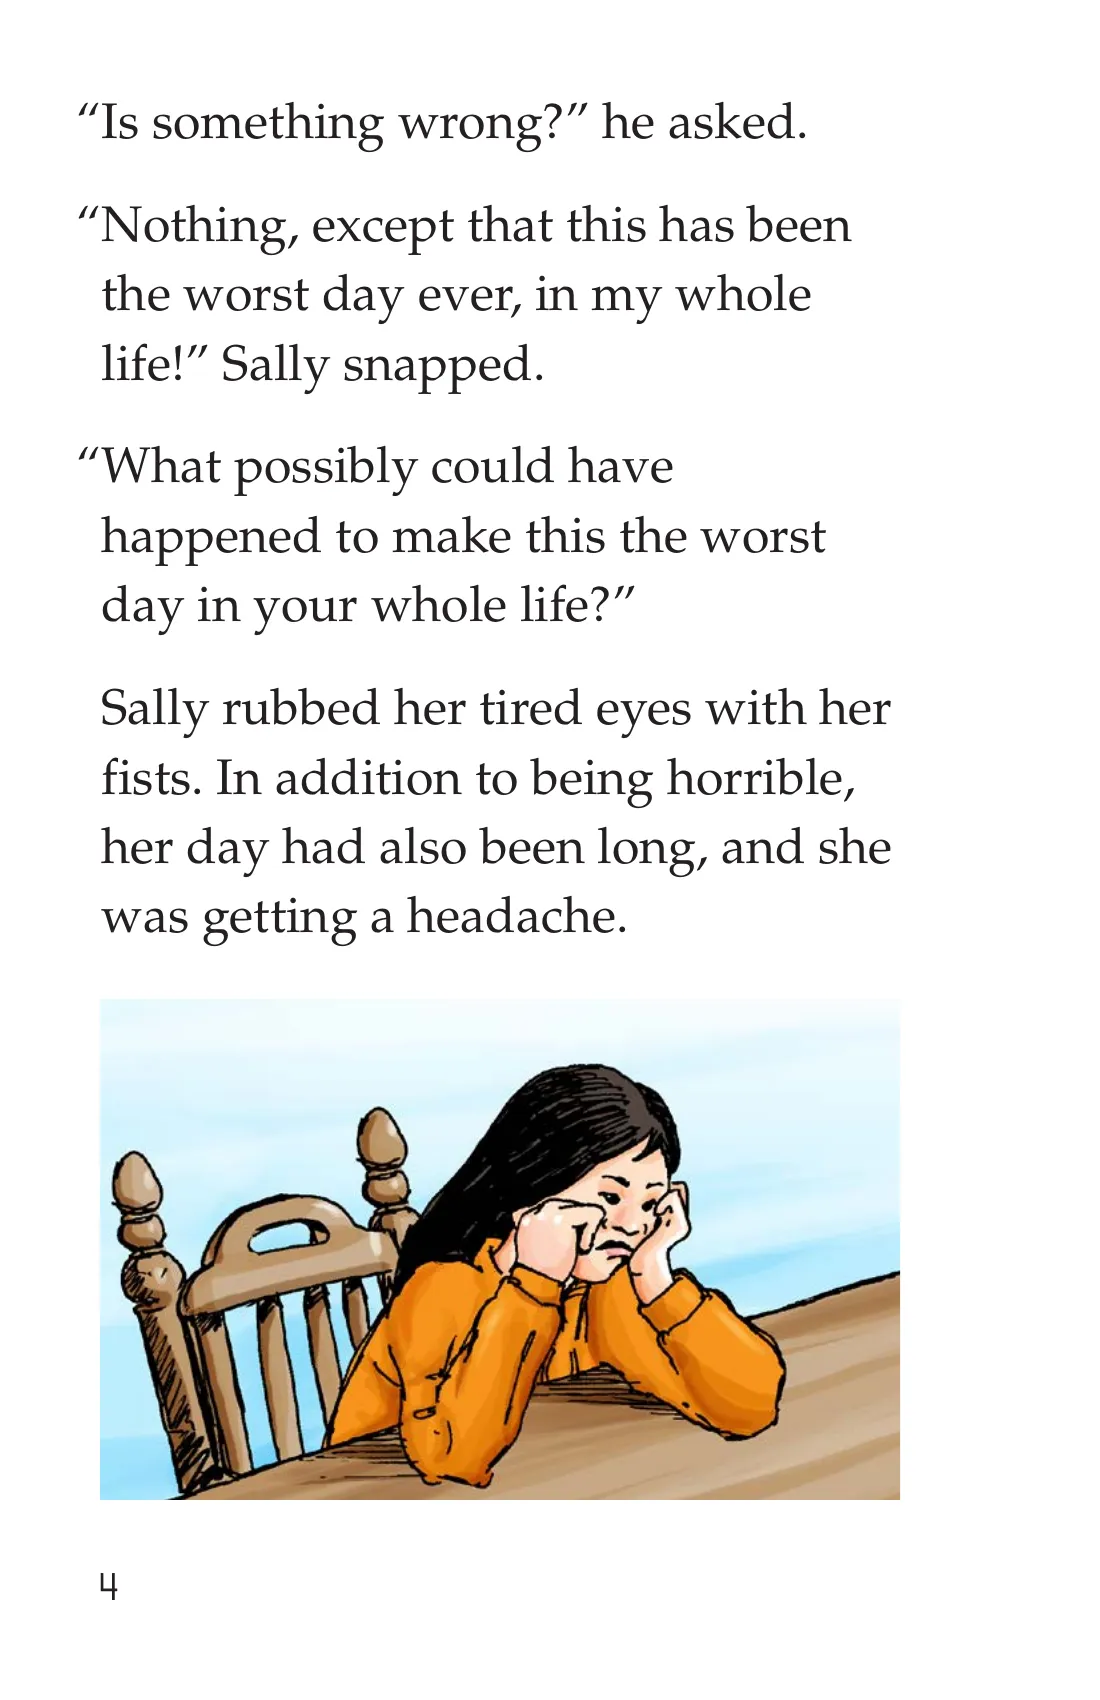 “Is something wrong?” he asked.
“Nothing, except that this has been
the worst day ever, in my whole
life!” Sally snapped.
“What possibly could have
happened to make this the worst
day in your whole life?”
Sally rubbed her tired eyes with her
fists. In addition to being horrible,
her day had also been long, and she
was getting a headache.
4